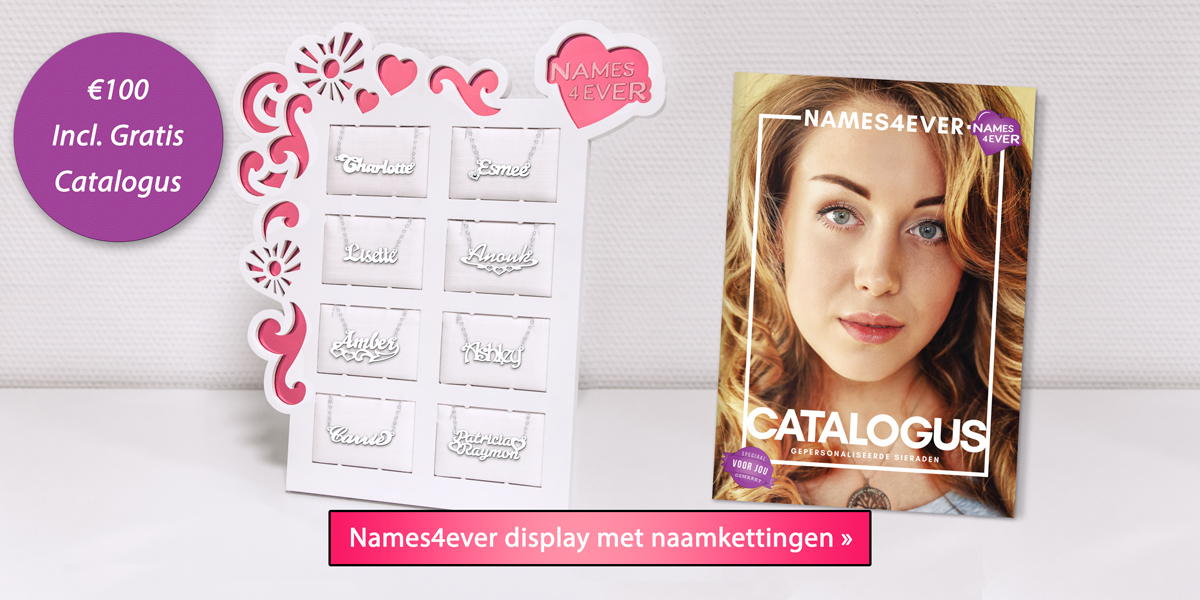 €100
Incl. Gratis
Catalogus
NAMES
4EVER
Charlotte
Esmee
Lisette
Anouk
Amber
Ashley
Carrie
Patricia
Raymon
NAMES4EVER
NAMES
4EVER
CATALOGUS
GEPERSONALISEERDE SIERADEN
SPECIAAL
VOOR JOU
GEMAAKT
Names4ever display met naamkettingen »